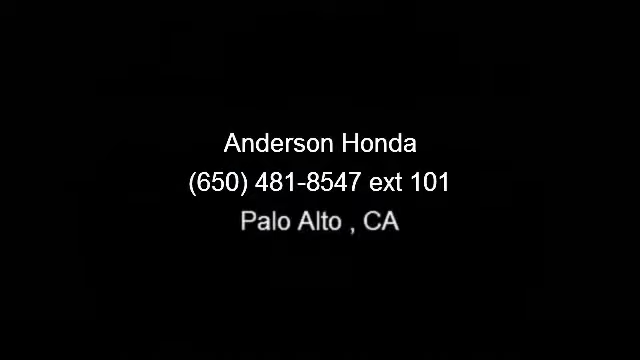 Anderson Honda
(650) 481-8547 ext 101
Palo Alto , CA